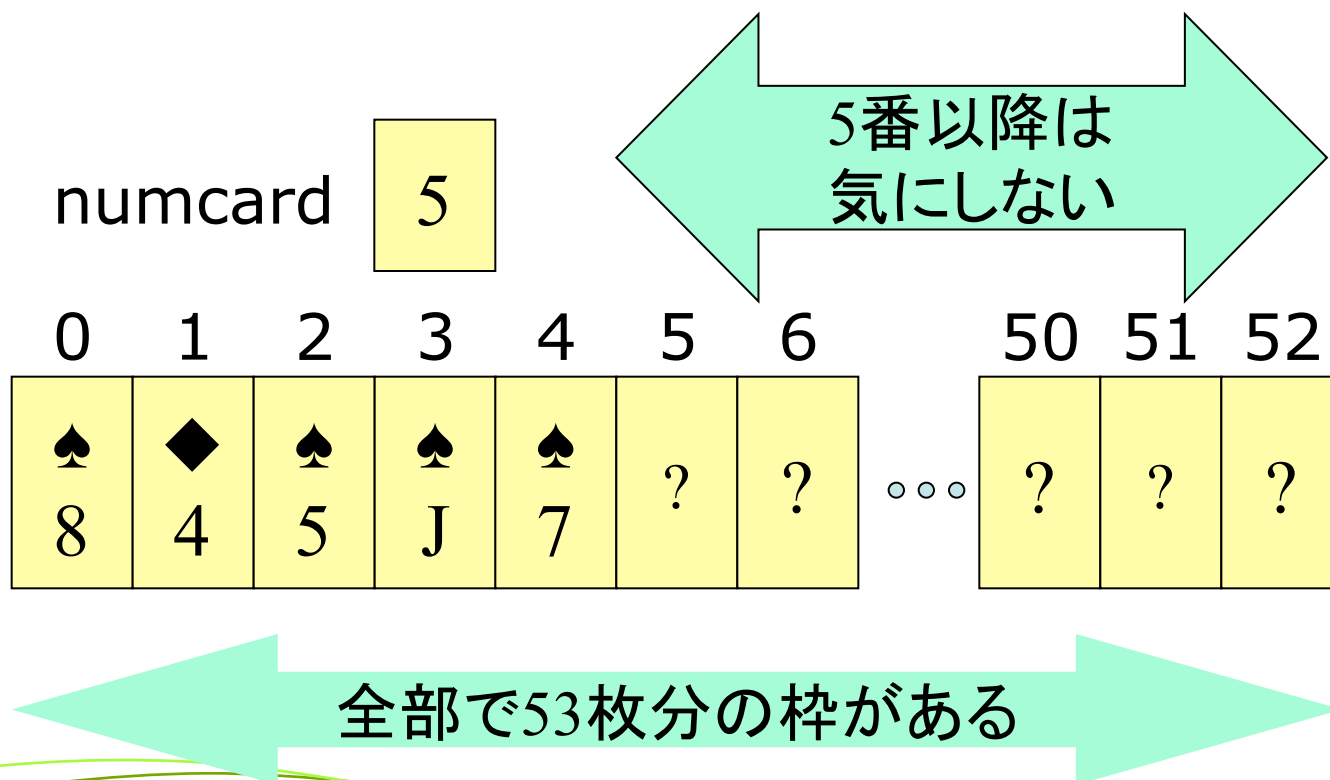 5番以降は
気にしない
numcard 5
0 1 2 3 4 5 6 50 51 52
♠ ◆ ♠ ♠ ♠
8 4 5 J 7 ? ? ? ? ?
全部で53枚分の枠がある